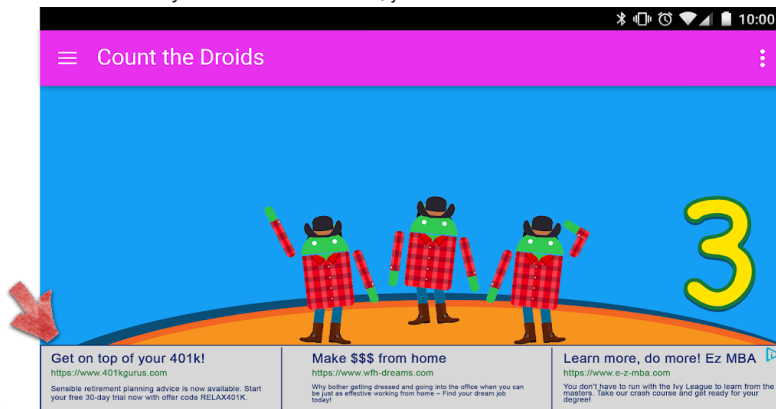 10:00
Count the Droids
3
Get on top of your 401k!
https://www.401kgurus.com
Sensible retirement planning advice is now available. Start
your free 30-day trial now with offer code RELAX401K.
Make $$$ from home
https://www.wfh-dreams.com
Why bother getting dressed and going into the office when you can
be just as effective working from home – Find your dream job
today!
Learn more, do more! Ez MBA
https://www.e-z-mba.com
You don't have to run with the Ivy League to learn from the
masters. Take our crash course and get ready for your
degree!